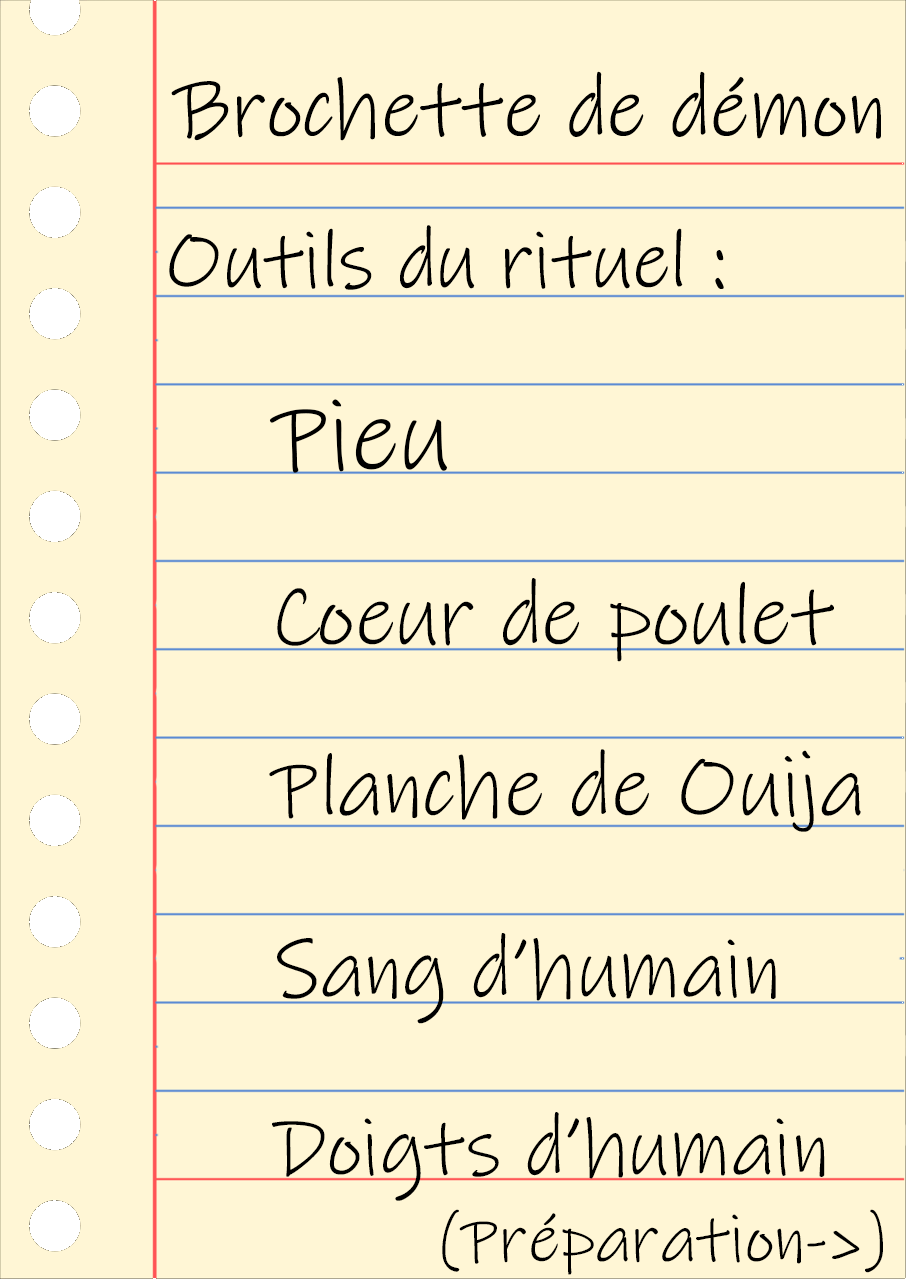 Brochette de démon
Outils du rituel :
Pieu
Coeur de poulet
Planche de Ouija
Sang d'humain
Doigts d'humain
(Préparation->)